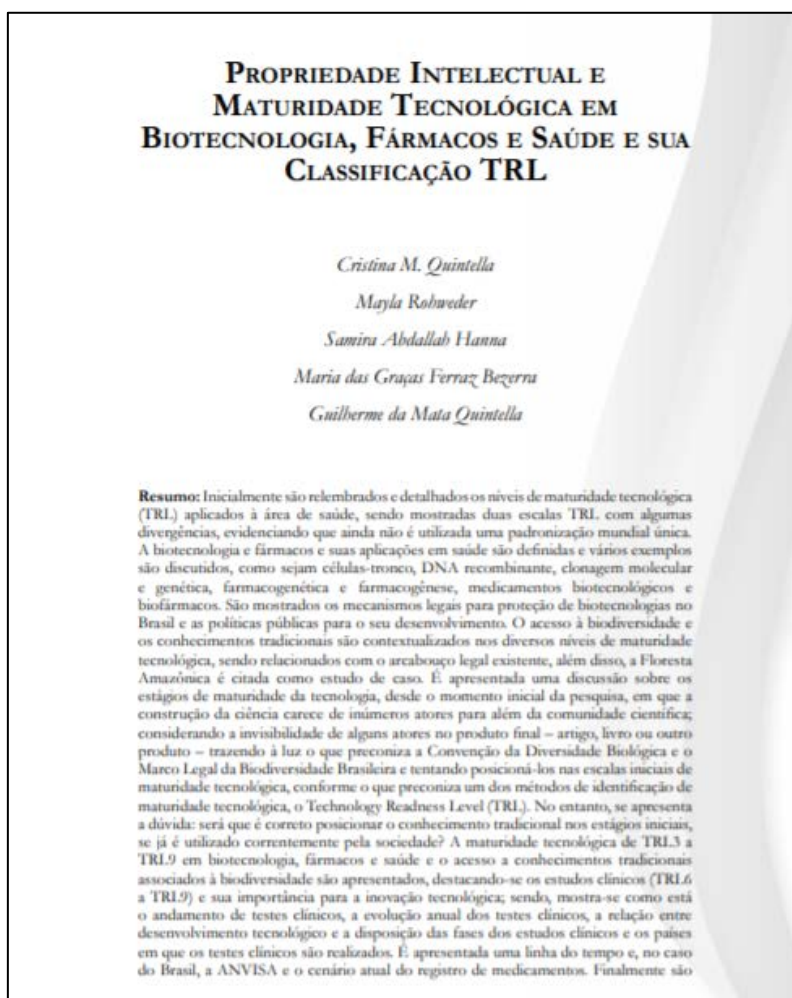 PROPRIEDADE INTELECTUAL E
MATURIDADE TECNOLÓGICA EM
BIOTECNOLOGIA, FÁRMACOS E SAÚDE E SUA
CLASSIFICAÇÃO TRL
Cristina M. Quintella
Mayla Rohweder
Samira Abdallah Hanna
Maria das Graças Ferraz Bezerra
Guilherme da Mata Quintella
Resumo: Inicialmente são relembrados e detalhados os níveis de maturidade tecnológica
(TRL) aplicados à área de saúde, sendo mostradas duas escalas TRL com algumas
divergências, evidenciando que ainda não é utilizada uma padronização mundial única.
A biotecnologia e fármacos e suas aplicações em saúde são definidas e vários exemplos
são discutidos, como sejam células-tronco, DNA recombinante, clonagem molecular
e genética, farmacogenética e farmacogênese, medicamentos biotecnológicos e
biofármacos. São mostrados os mecanismos legais para proteção de biotecnologias no
Brasil e as políticas públicas para o seu desenvolvimento. O acesso à biodiversidade e
os conhecimentos tradicionais são contextualizados nos diversos níveis de maturidade
tecnológica, sendo relacionados com o arcabouço legal existente, além disso, a Floresta
Amazônica é citada como estudo de caso. É apresentada uma discussão sobre os
estágios de maturidade da tecnologia, desde o momento inicial da pesquisa, em que a
construção da ciência carece de inúmeros atores para além da comunidade científica;
considerando a invisibilidade de alguns atores no produto final – artigo, livro ou outro
produto – trazendo à luz o que preconiza a Convenção da Diversidade Biológica e o
Marco Legal da Biodiversidade Brasileira e tentando posicioná-los nas escalas iniciais de
maturidade tecnológica, conforme o que preconiza um dos métodos de identificação de
maturidade tecnológica, o Technology Readness Level (TRL). No entanto, se apresenta
a dúvida: será que é correto posicionar o conhecimento tradicional nos estágios iniciais,
se já é utilizado correntemente pela sociedade? A maturidade tecnológica de TRL3 a
TRL9 em biotecnologia, fármacos e saúde e o acesso a conhecimentos tradicionais
associados à biodiversidade são apresentados, destacando-se os estudos clínicos (TRL6
a TRL9) e sua importância para a inovação tecnológica; sendo, mostra-se como está
o andamento de testes clínicos, a evolução anual dos testes clínicos, a relação entre
desenvolvimento tecnológico e a disposição das fases dos estudos clínicos e os países
em que os testes clínicos são realizados. É apresentada uma linha do tempo e, no caso
do Brasil, a ANVISA e o cenário atual do registro de medicamentos. Finalmente são